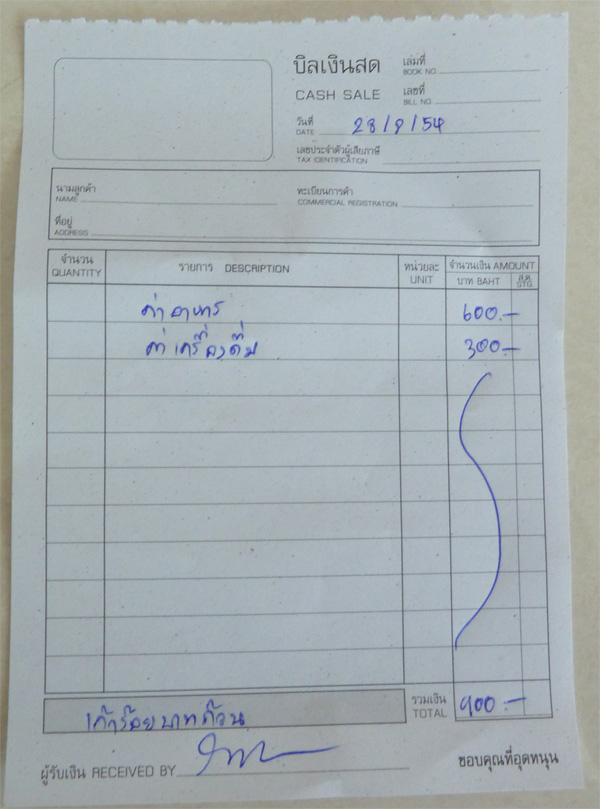 บิลเงินสด
CASH SALE
เล่มที่
BOOK NO.
เลขที่
BILL NO.
วันที่
DATE 28/9/54
เลขประจำตัวผู้เสียภาษี
TAX IDENTIFICATION
นามลูกค้า
NAME
ทะเบียนการค้า
COMMERCIAL REGISTRATION
ที่อยู่
ADDRESS
จำนวน รายการ DESCRIPTION หน่วยละ จำนวนเงิน AMOUNT
QUANTITY UNIT บาท BAHT ส.ต. STG.
ค่าอาหาร 600.-
ค่าเครื่องดื่ม 300.-
เก้าร้อยบาทถ้วน
รวมเงิน
TOTAL 900.-
ผู้รับเงิน RECEIVED BY
ขอบคุณที่อุดหนุน